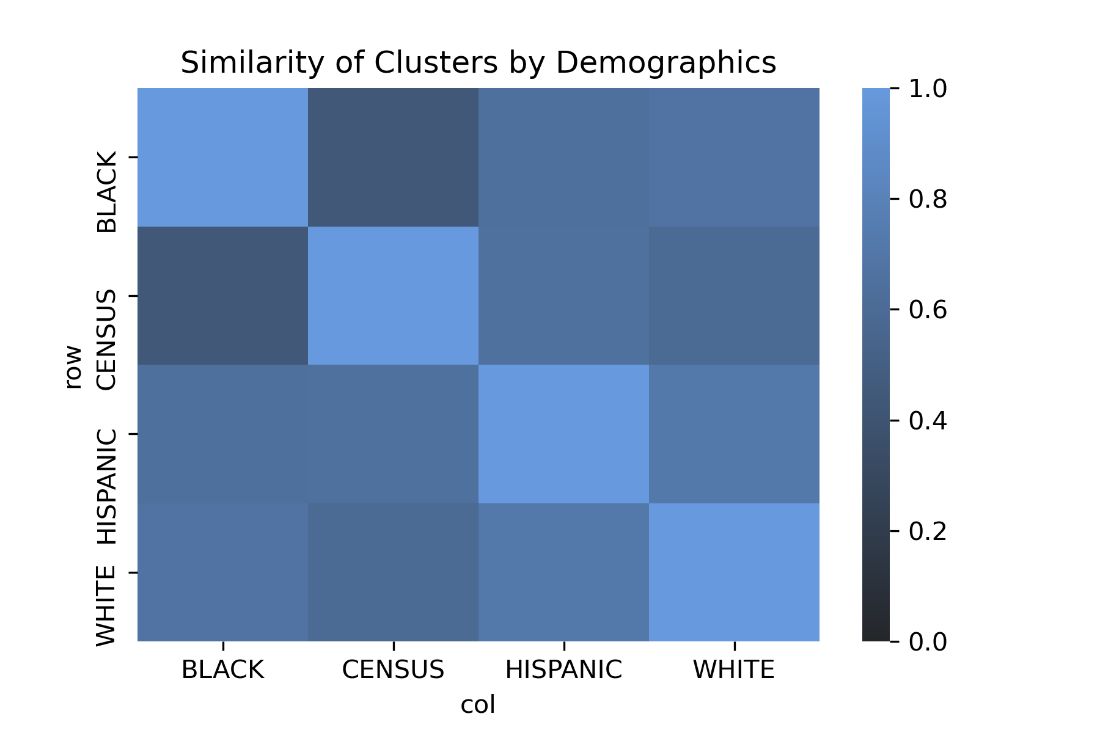 Similarity of Clusters by Demographics
row
BLACK
CENSUS
HISPANIC
WHITE
BLACK CENSUS HISPANIC WHITE
col
1.0
0.8
0.6
0.4
0.2
0.0